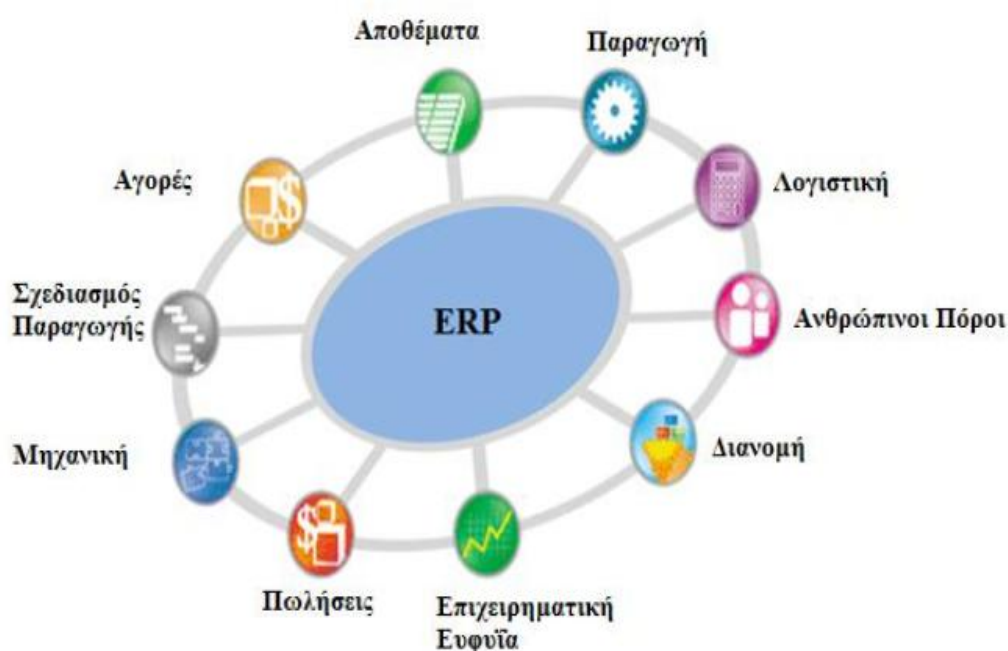 Αποθέματα
Παραγωγή
Αγορές
Λογιστική
Σχεδιασμός
Παραγωγής
ERP
Ανθρώπινοι Πόροι
Μηχανική
Διανομή
Πωλήσεις
Επιχειρηματική
Ευφυΐα